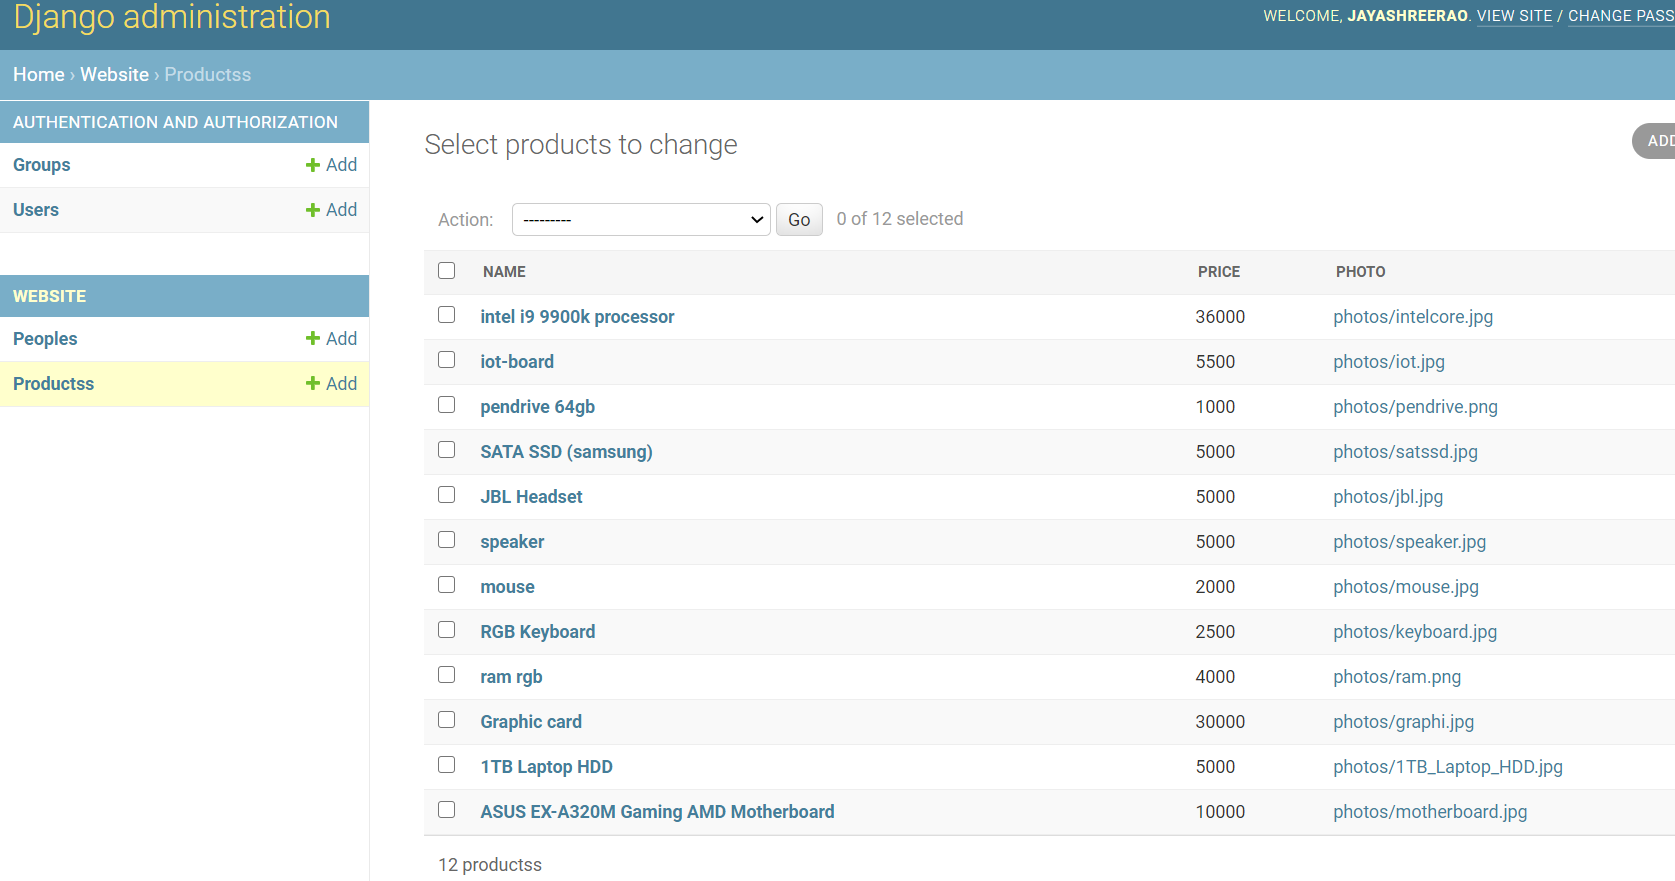 Django administration
WELCOME, JAYASHREERAO. VIEW SITE / CHANGE PASS
Home › Website › Productss
AUTHENTICATION AND AUTHORIZATION
Groups + Add
Users + Add
WEBSITE
Peoples + Add
Productss + Add
Select products to change
ADD
Action: --------- Go 0 of 12 selected
NAME PRICE PHOTO
intel i9 9900k processor 36000 photos/intelcore.jpg
iot-board 5500 photos/iot.jpg
pendrive 64gb 1000 photos/pendrive.png
SATA SSD (samsung) 5000 photos/satssd.jpg
JBL Headset 5000 photos/jbl.jpg
speaker 5000 photos/speaker.jpg
mouse 2000 photos/mouse.jpg
RGB Keyboard 2500 photos/keyboard.jpg
ram rgb 4000 photos/ram.png
Graphic card 30000 photos/graphi.jpg
1TB Laptop HDD 5000 photos/1TB_Laptop_HDD.jpg
ASUS EX-A320M Gaming AMD Motherboard 10000 photos/motherboard.jpg
12 productss